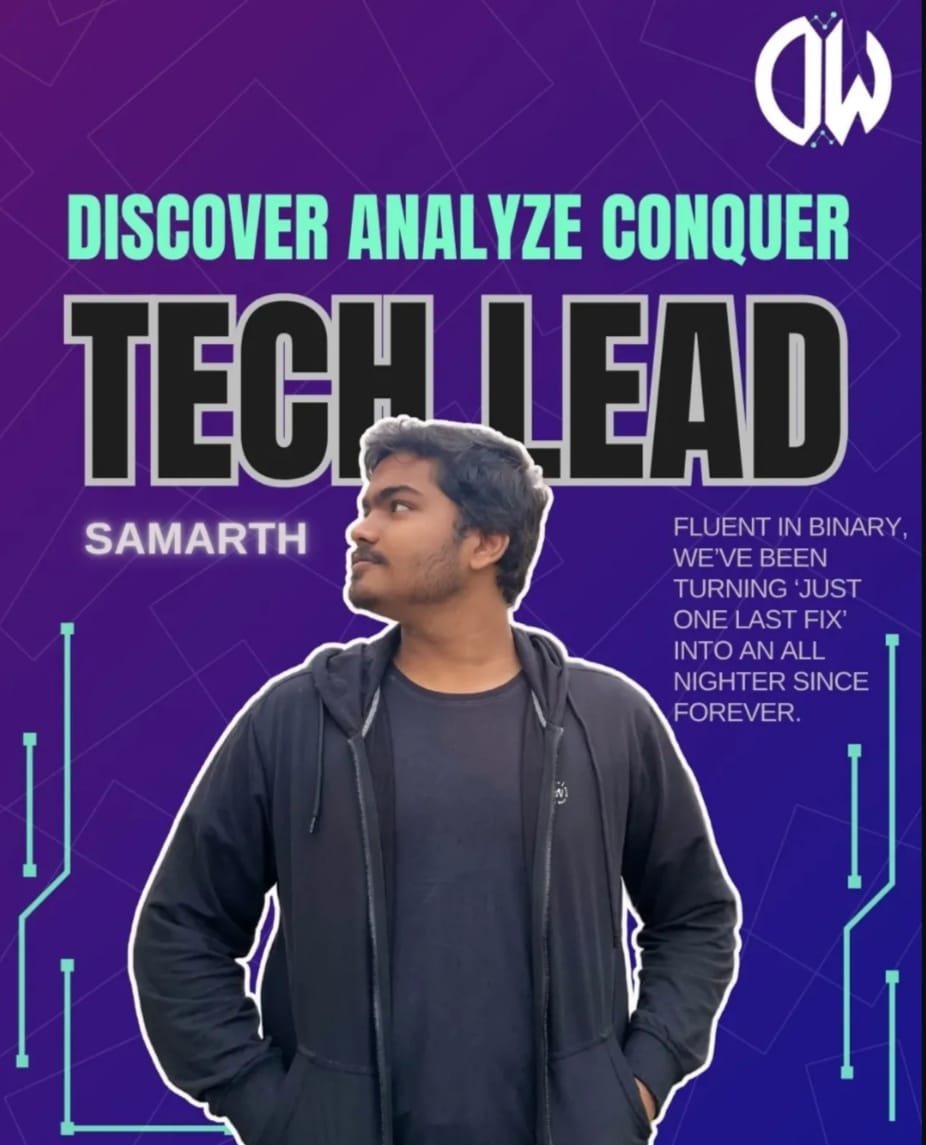 DW
DISCOVER ANALYZE CONQUER
TECH LEAD
SAMARTH
FLUENT IN BINARY,
WE’VE BEEN
TURNING ‘JUST
ONE LAST FIX’
INTO AN ALL
NIGHTER SINCE
FOREVER.